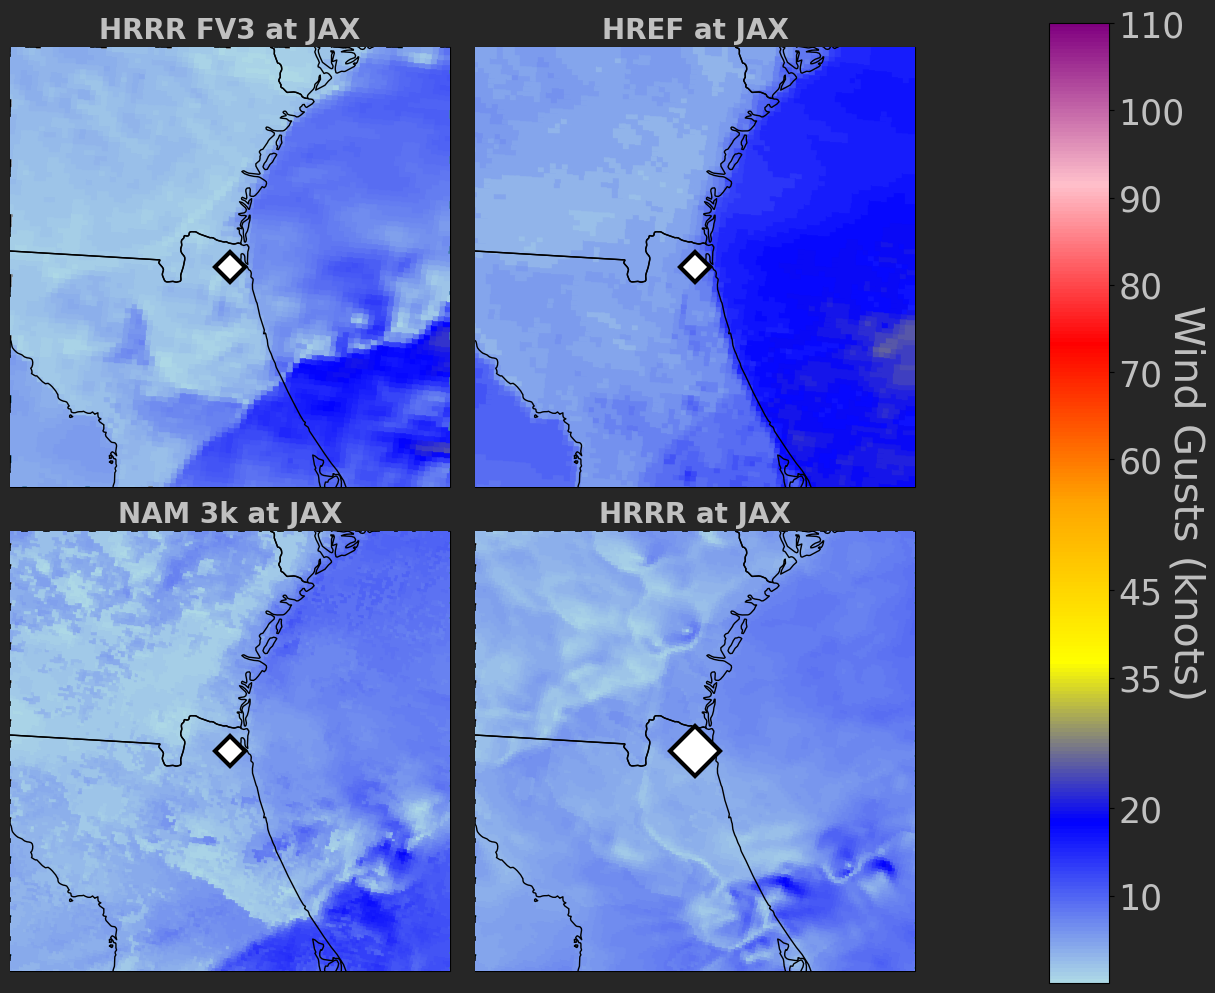 HRRR FV3 at JAX
HREF at JAX
NAM 3k at JAX
HRRR at JAX
110
100
90
80
70
60
45
35
20
10
Wind Gusts (knots)